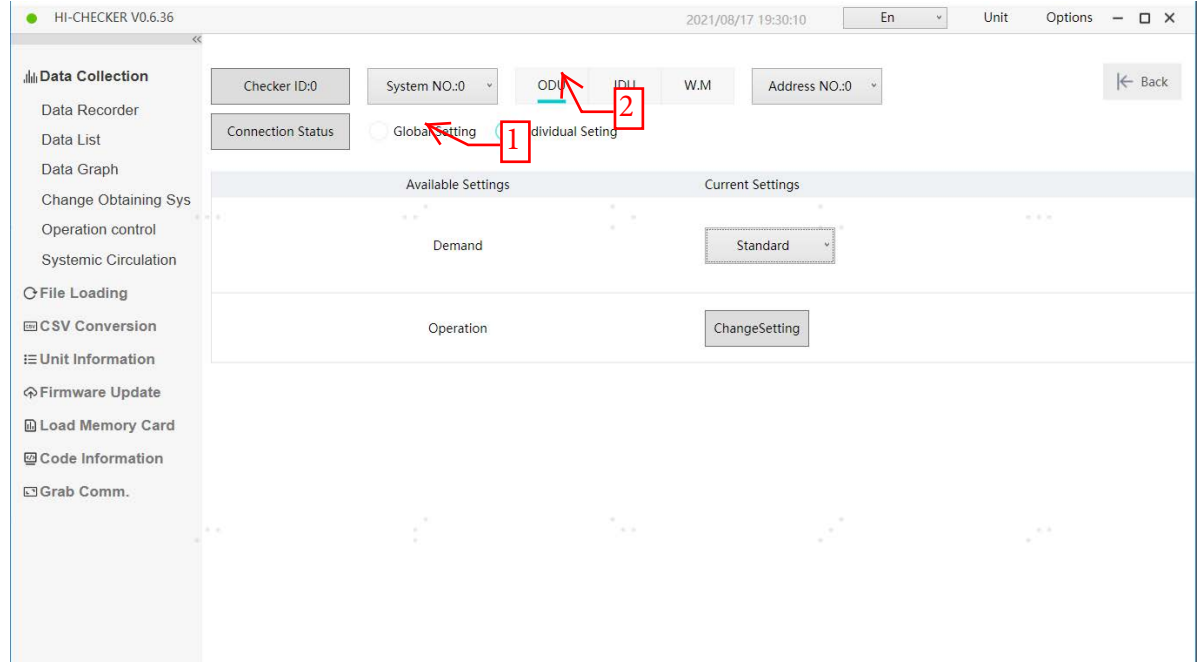 HI-CHECKER V0.6.36 2021/08/17 19:30:10 En Unit Options
Data Collection
Data Recorder
Data List
Data Graph
Change Obtaining Sys
Operation control
Systemic Circulation
File Loading
CSV Conversion
Unit Information
Firmware Update
Load Memory Card
Code Information
Grab Comm.
Checker ID:0 System NO.:0 ODU IDU W.M Address NO.:0 Back
2
Connection Status Global Setting dividual Seting
1
Available Settings Current Settings
Demand Standard
Operation ChangeSetting